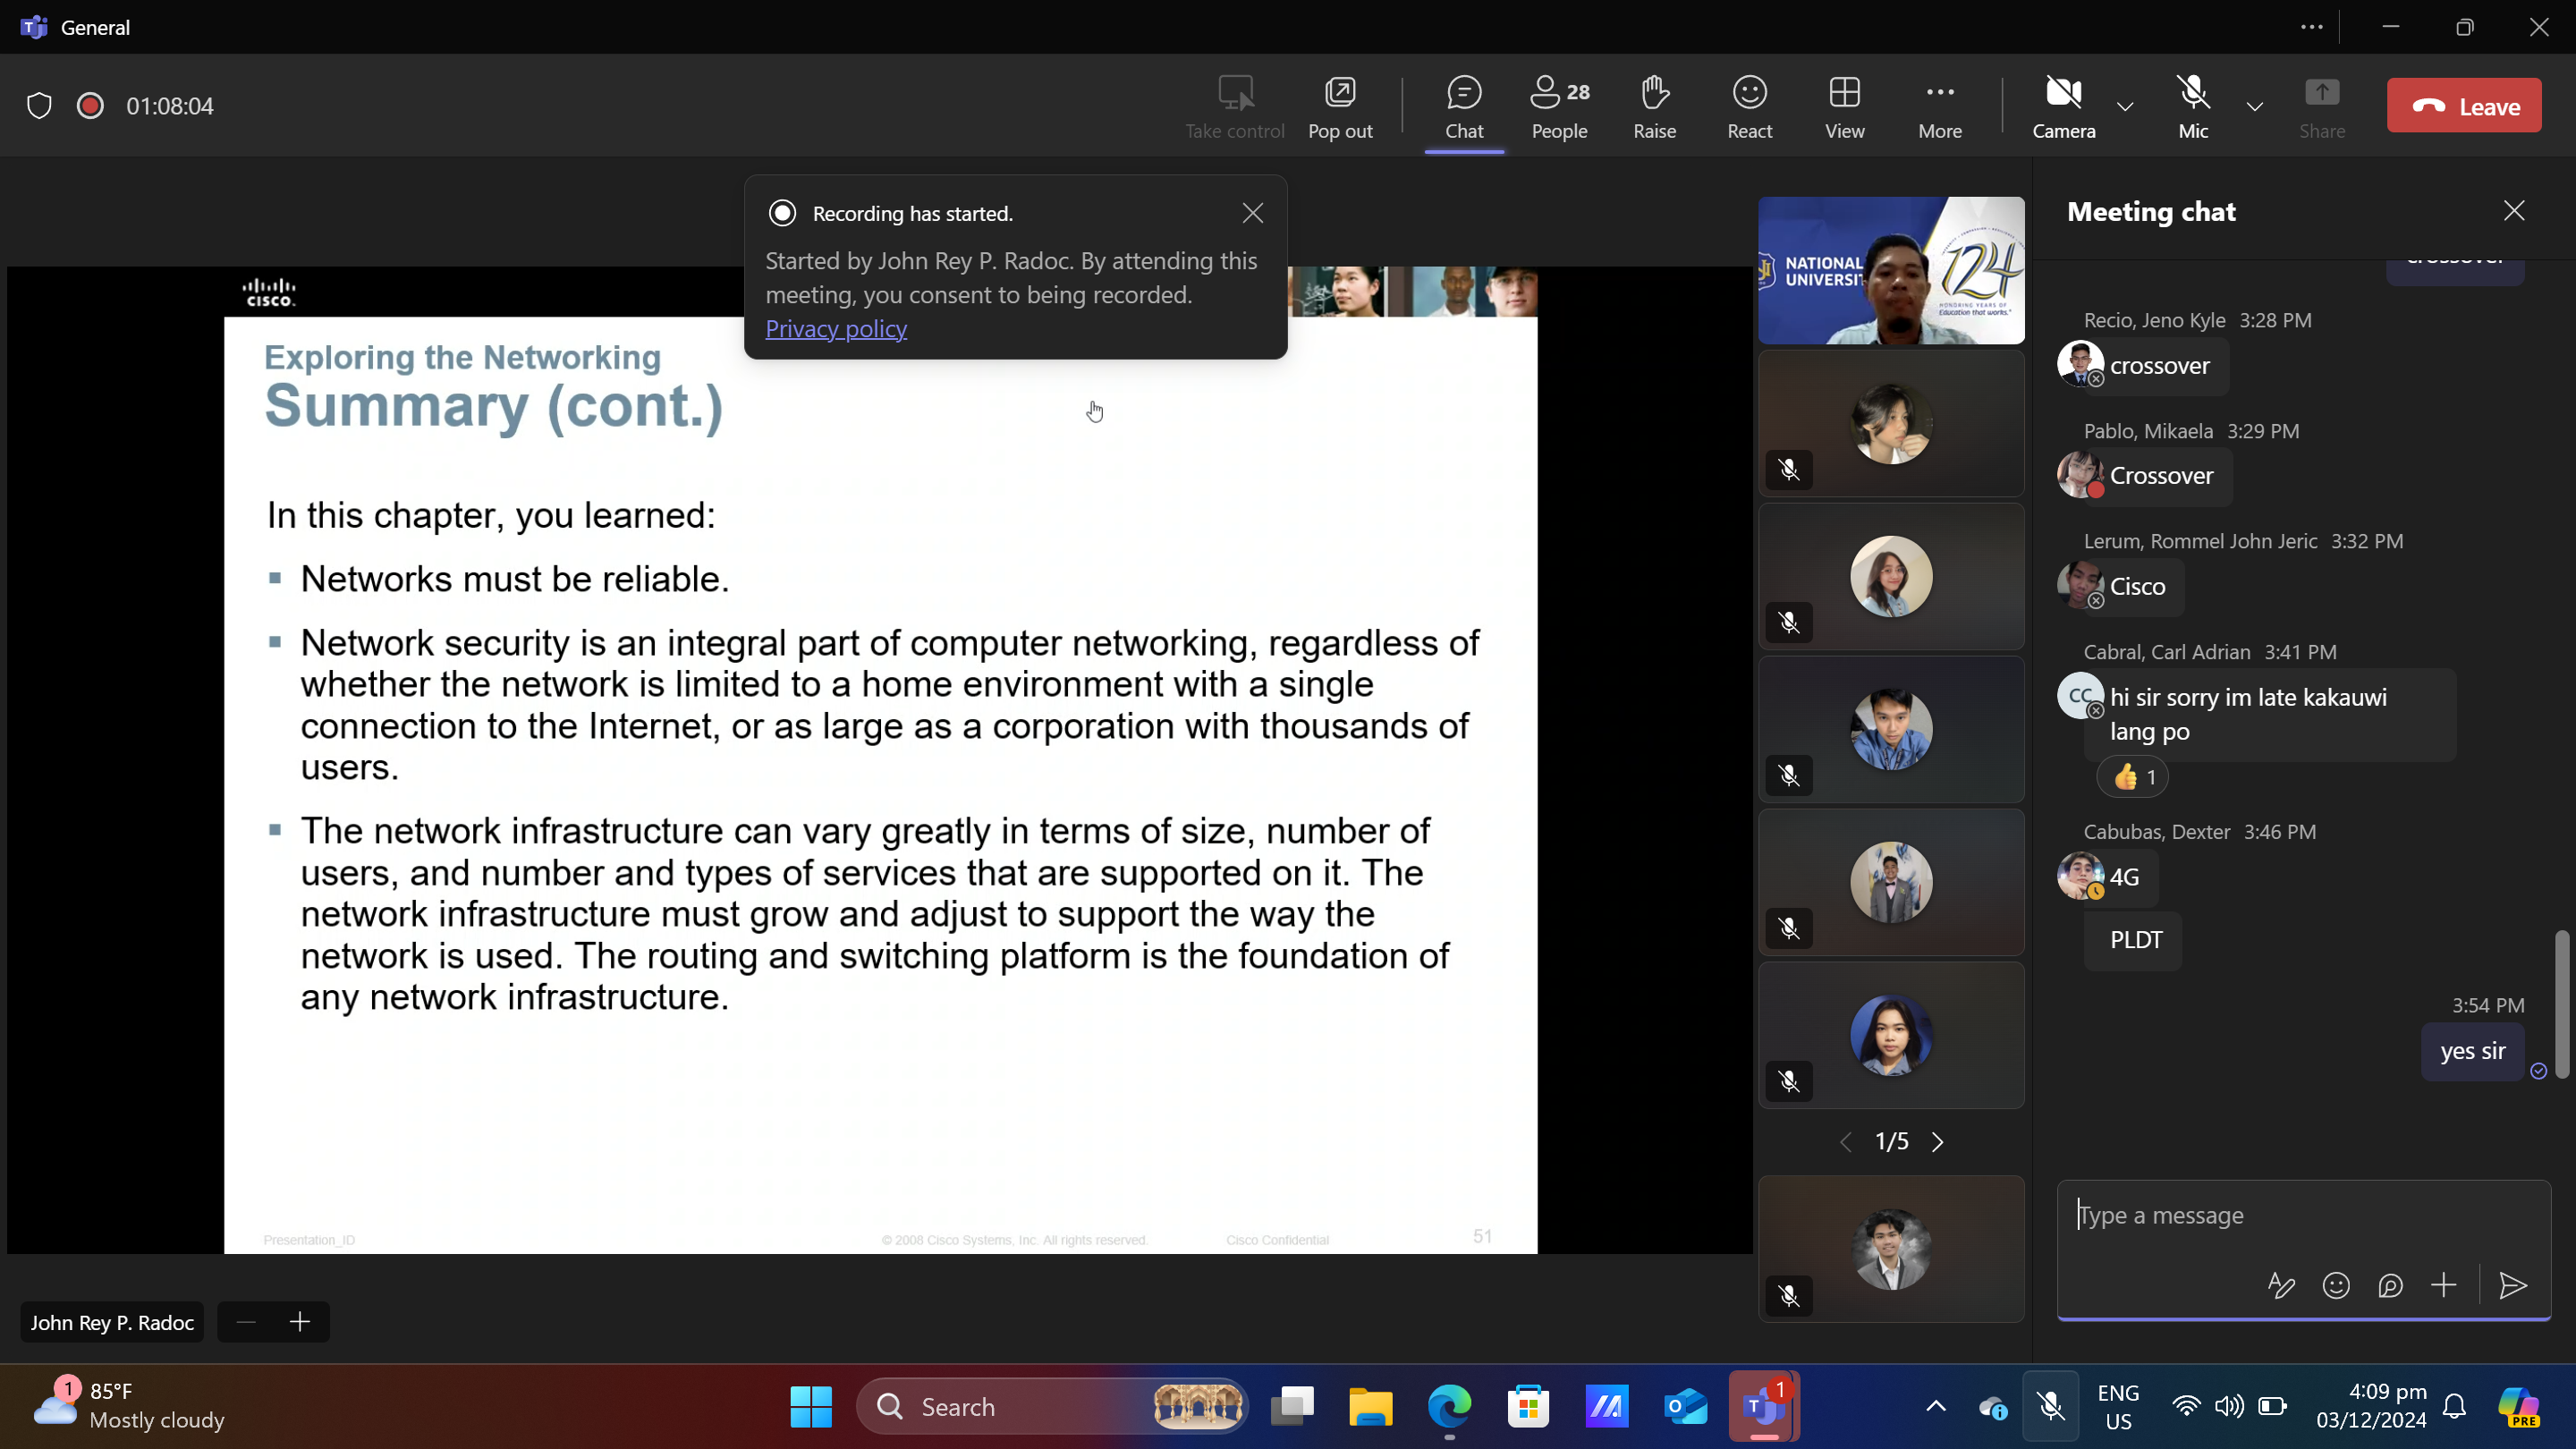 General
01:08:04
Take control
Pop out
Chat
28
People
Raise
React
View
More
Camera
Mic
Share
Leave
Recording has started.
Started by John Rey P. Radoc. By attending this
meeting, you consent to being recorded.
Privacy policy
CISCO
Exploring the Networking
Summary (cont.)
In this chapter, you learned:
▪ Networks must be reliable.
▪ Network security is an integral part of computer networking, regardless of
whether the network is limited to a home environment with a single
connection to the Internet, or as large as a corporation with thousands of
users.
▪ The network infrastructure can vary greatly in terms of size, number of
users, and number and types of services that are supported on it. The
network infrastructure must grow and adjust to support the way the
network is used. The routing and switching platform is the foundation of
any network infrastructure.
Presentation_ID
© 2008 Cisco Systems, Inc. All rights reserved.
Cisco Confidential
51
John Rey P. Radoc
NATIONAL
UNIVERSI
124
HONORING YEARS OF
"Education that works."
1/5
Meeting chat
crossover
Recio, Jeno Kyle 3:28 PM
crossover
Pablo, Mikaela 3:29 PM
Crossover
Lerum, Rommel John Jeric 3:32 PM
Cisco
Cabral, Carl Adrian 3:41 PM
CC
hi sir sorry im late kakauwi
lang po
👍 1
Cabubas, Dexter 3:46 PM
4G
PLDT
3:54 PM
yes sir
Type a message
1
85°F
Mostly cloudy
Search
1
ENG
US
4:09 pm
03/12/2024
PRE